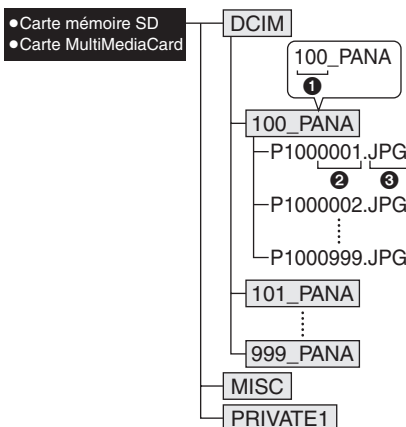 ●Carte mémoire SD
●Carte MultiMediaCard
DCIM
100_PANA
❶
100_PANA
P1000001.JPG
❷ ❸
P1000002.JPG
P1000999.JPG
101_PANA
999_PANA
MISC
PRIVATE1